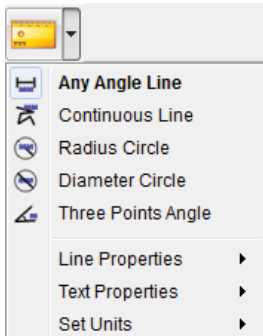 Any Angle Line
Continuous Line
Radius Circle
Diameter Circle
Three Points Angle
Line Properties
Text Properties
Set Units